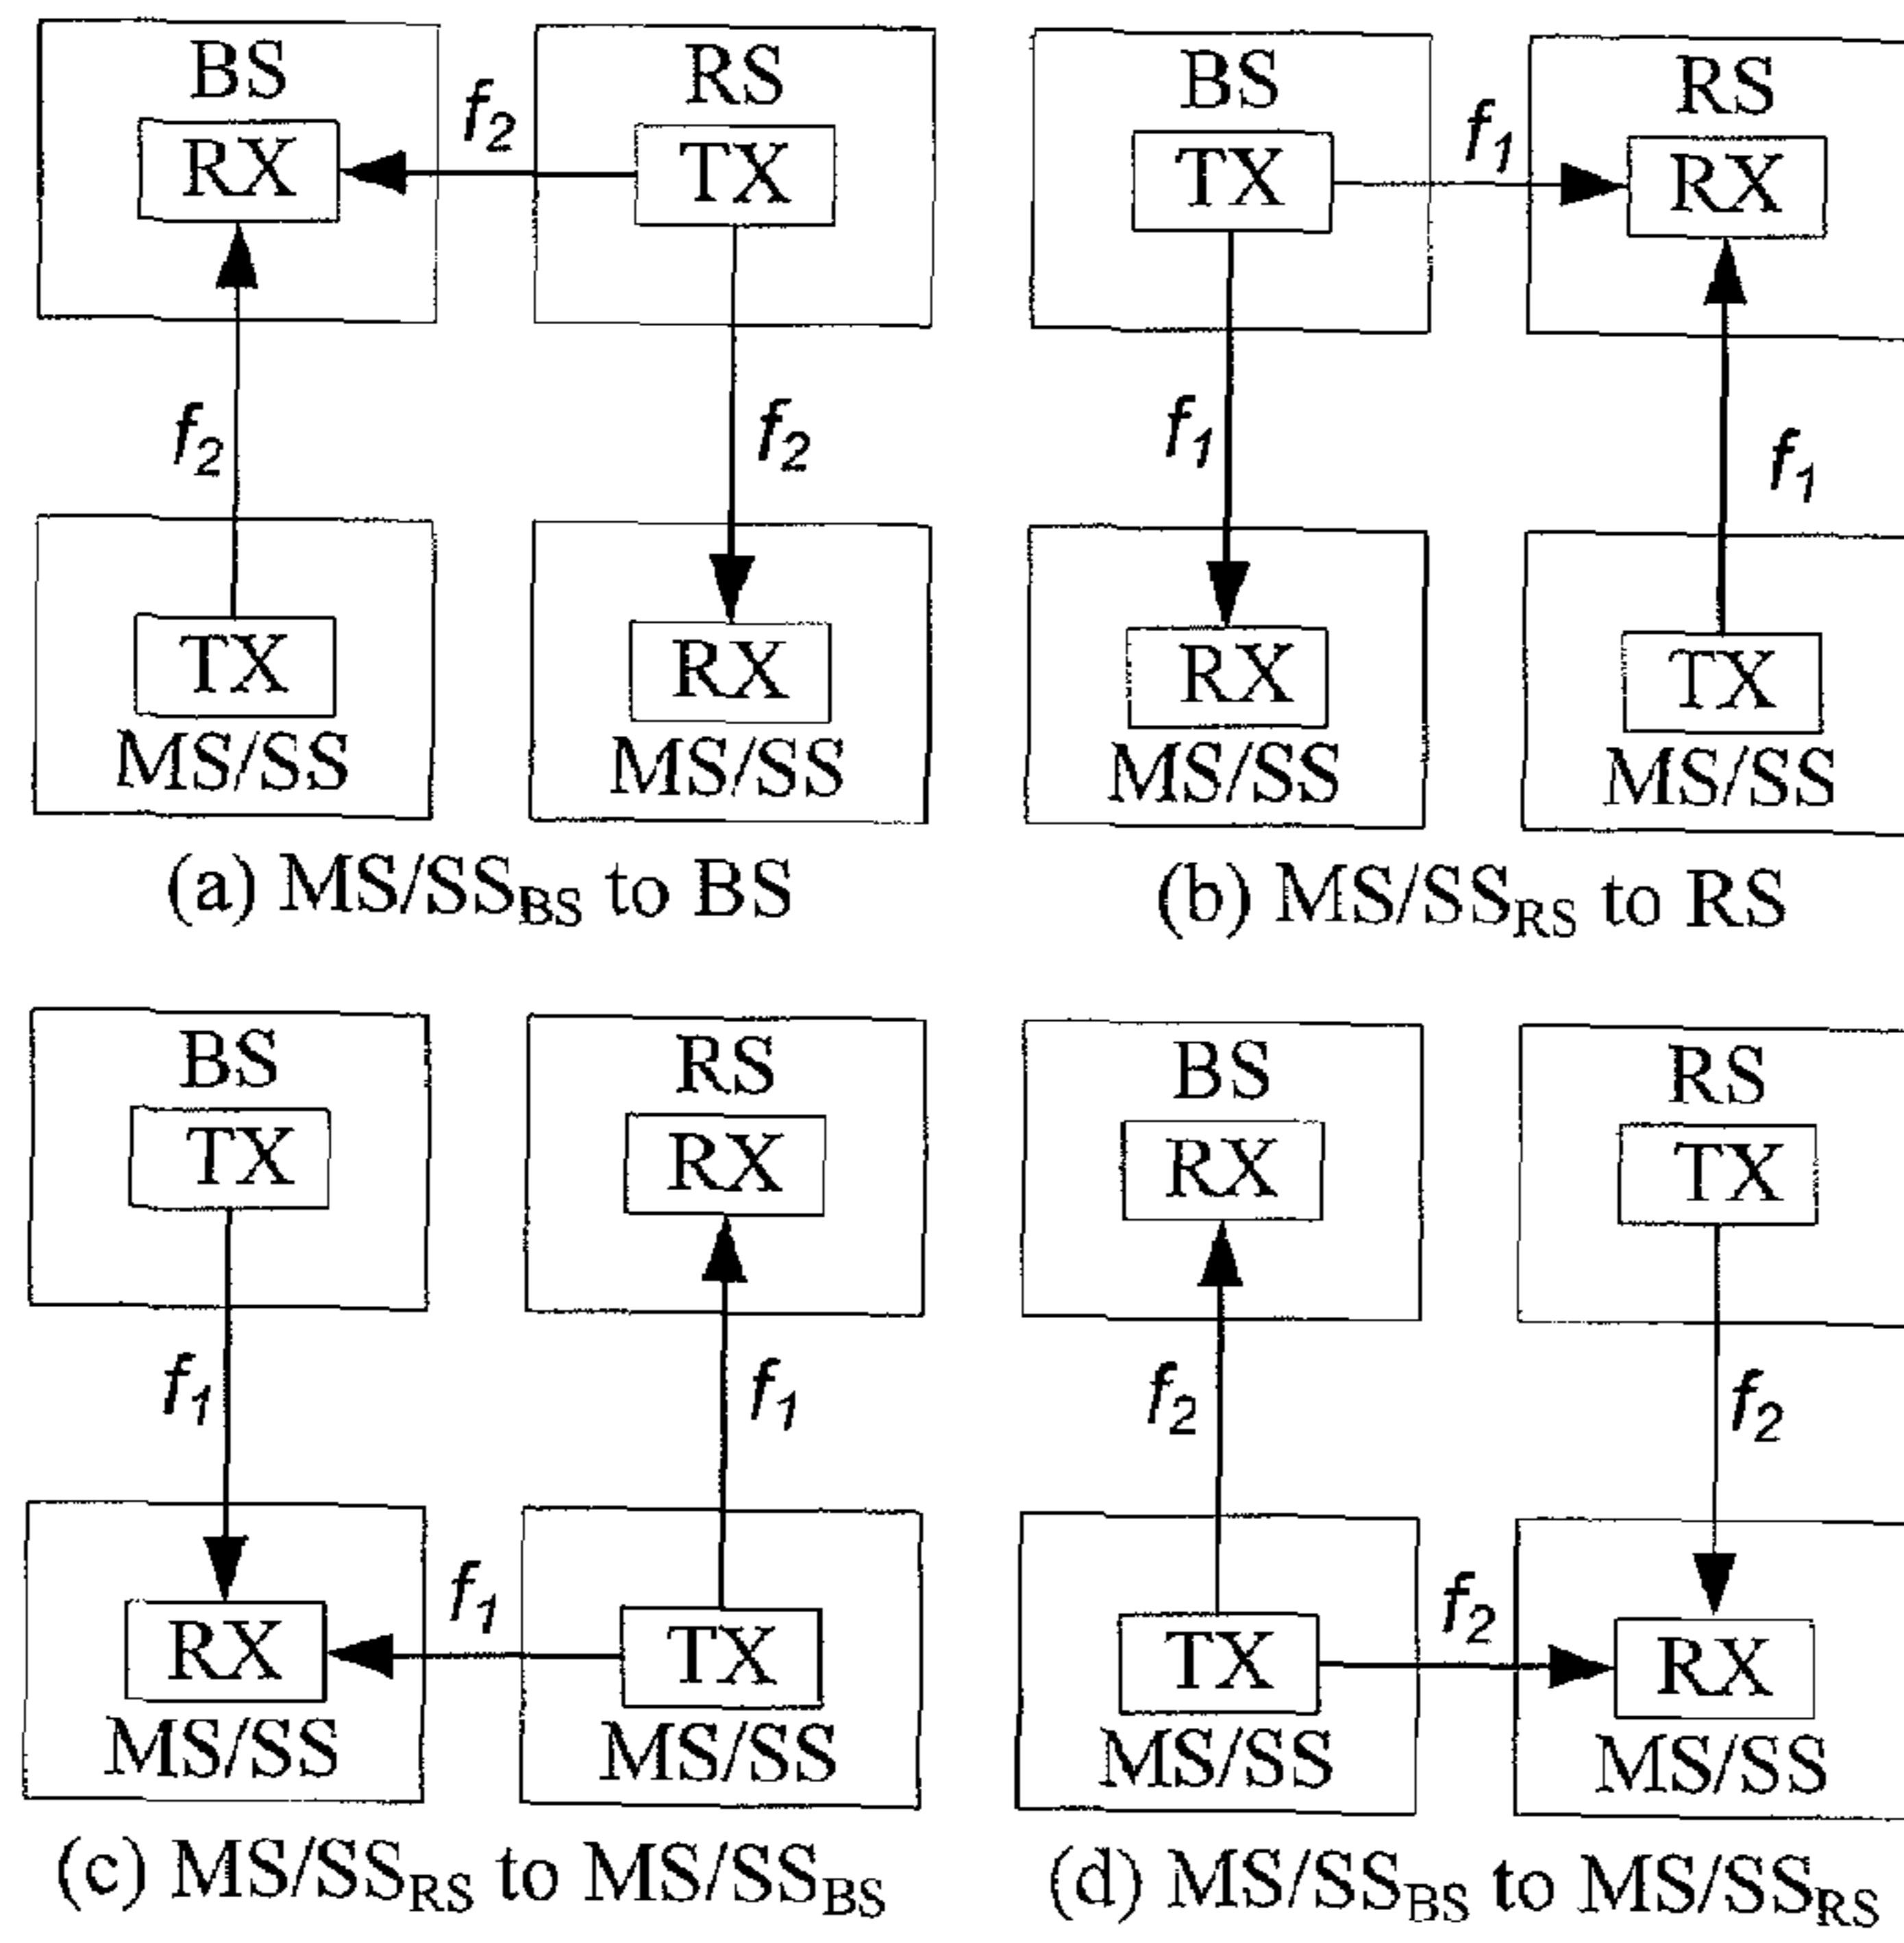 BS
RS
BS
RS
RX
f2
TX
TX
f1
RX
f2
f2
f1
f1
TX
RX
RX
TX
MS/SS
MS/SS
MS/SS
MS/SS
(a) MS/SSBS to BS
(b) MS/SSRS to RS
BS
RS
BS
RS
TX
RX
RX
TX
f1
f1
f2
f2
RX
f1
TX
TX
f2
RX
MS/SS
MS/SS
MS/SS
MS/SS
(c) MS/SSRS to MS/SSBS
(d) MS/SSBS to MS/SSRS